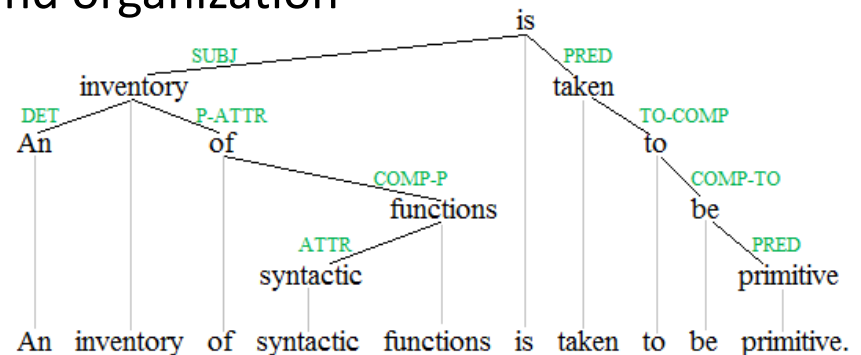 nd organization
is
SUBJ PRED
inventory taken
DET P-ATTR TO-COMP
An of to
COMP-P COMP-TO
functions be
ATTR PRED
syntactic primitive
An inventory of syntactic functions is taken to be primitive.